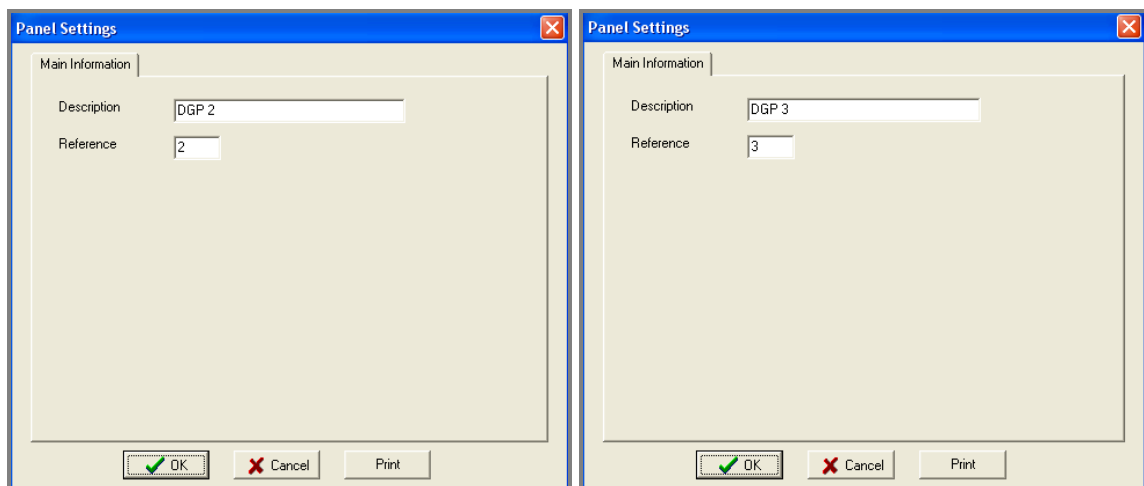 Panel Settings
Main Information
Description DGP 2
Reference 2
OK Cancel Print
Panel Settings
Main Information
Description DGP 3
Reference 3
OK Cancel Print